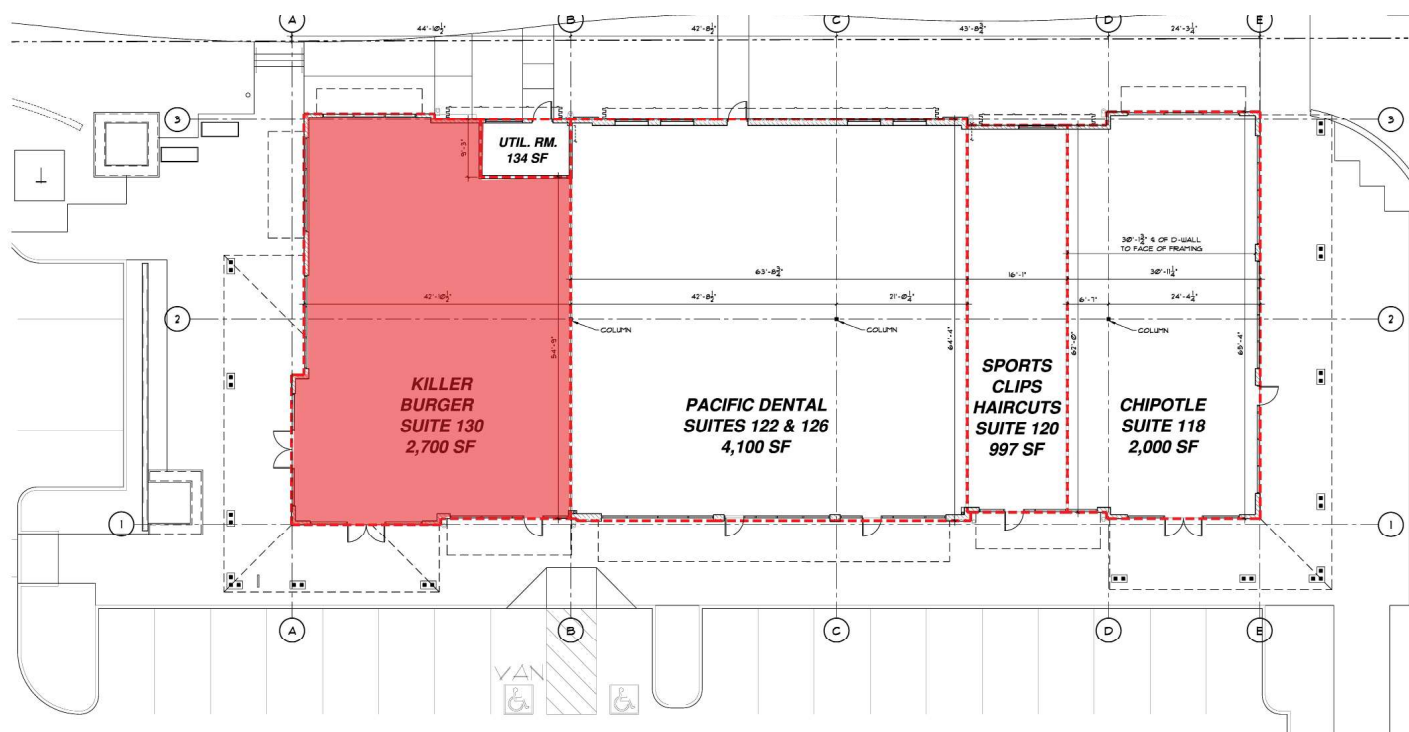 A B C D E
44'-10½" 42'-8½" 43'-8¾" 24'-3¼"
3 3
UTIL. RM.
134 SF
9'-3"
30'-1¾" ¢ OF D-WALL
TO FACE OF FRAMING
63'-8¾" 16'-1" 30'-11¼"
42'-10½" 42'-8½" 21'-0¼" 6'-7" 24'-4¼"
2 2
COLUMN COLUMN
54'-9" 64'-4" 62'-0" 65'-4"
KILLER
BURGER
SUITE 130
2,700 SF
PACIFIC DENTAL
SUITES 122 & 126
4,100 SF
SPORTS
CLIPS
HAIRCUTS
SUITE 120
997 SF
CHIPOTLE
SUITE 118
2,000 SF
1 1
A B C D E
VAN